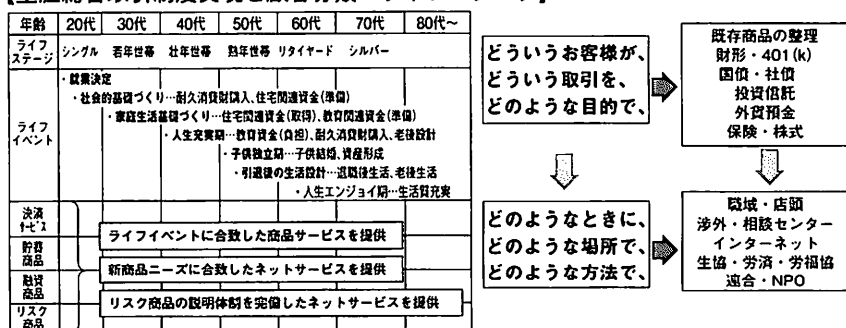 年齢 20代 30代 40代 50代 60代 70代 80代~
ライフステージ シングル 若年世帯 壮年世帯 熟年世帯 リタイヤード シルバー
ライフイベント
・就業決定
・社会的基礎づくり…耐久消費財購入、住宅関連資金(準備)
・家庭生活基礎づくり…住宅関連資金(取得)、教育関連資金(準備)
・人生充実期…教育資金(負担)、耐久消費財購入、老後設計
・子供独立期…子供結婚、資産形成
・引退後の生活設計…退職後生活、老後生活
・人生エンジョイ期…生活質充実
決済サービス
貯蓄商品
融資商品
リスク商品
ライフイベントに合致した商品サービスを提供
新商品ニーズに合致したネットサービスを提供
リスク商品の説明体制を完備したネットサービスを提供
どういうお客様が、
どういう取引を、
どのような目的で、
既存商品の整理
財形・401(k)
国債・社債
投資信託
外貨預金
保険・株式
どのようなときに、
どのような場所で、
どのような方法で、
職域・店頭
渉外・相談センター
インターネット
生協・労済・労福協
連合・NPO